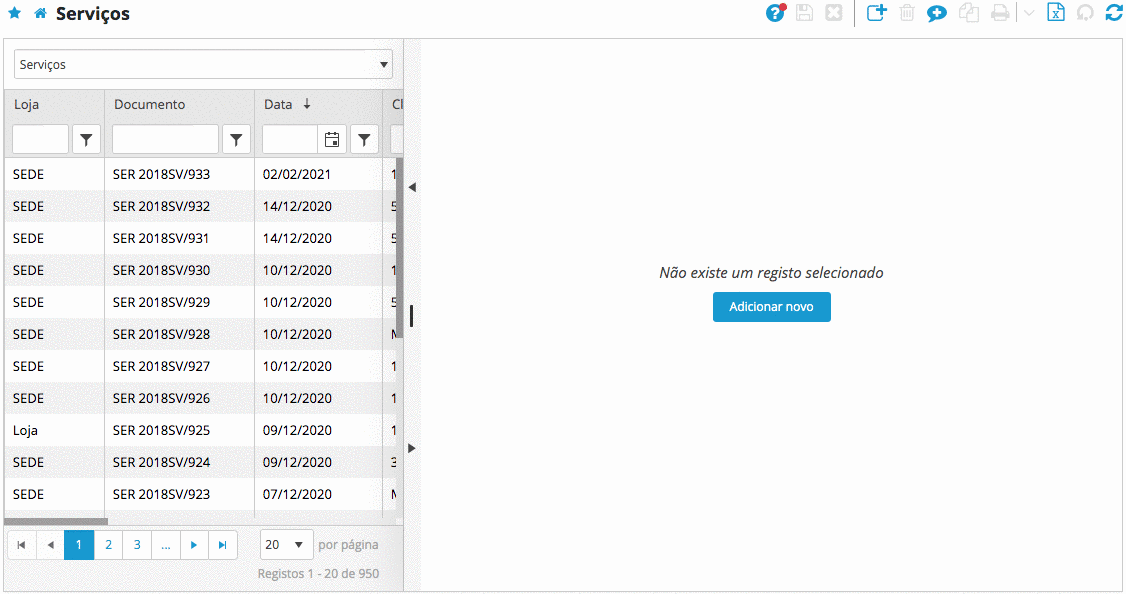 Serviços
Serviços
Loja Documento Data Cl
SEDE SER 2018SV/933 02/02/2021 1
SEDE SER 2018SV/932 14/12/2020 5
SEDE SER 2018SV/931 14/12/2020 5
SEDE SER 2018SV/930 10/12/2020 1
SEDE SER 2018SV/929 10/12/2020 5
SEDE SER 2018SV/928 10/12/2020 M
SEDE SER 2018SV/927 10/12/2020 1
SEDE SER 2018SV/926 10/12/2020 1
Loja SER 2018SV/925 09/12/2020 1
SEDE SER 2018SV/924 09/12/2020 3
SEDE SER 2018SV/923 07/12/2020 M
1 2 3 ... 20 por página
Registos 1 - 20 de 950
Não existe um registo selecionado
Adicionar novo